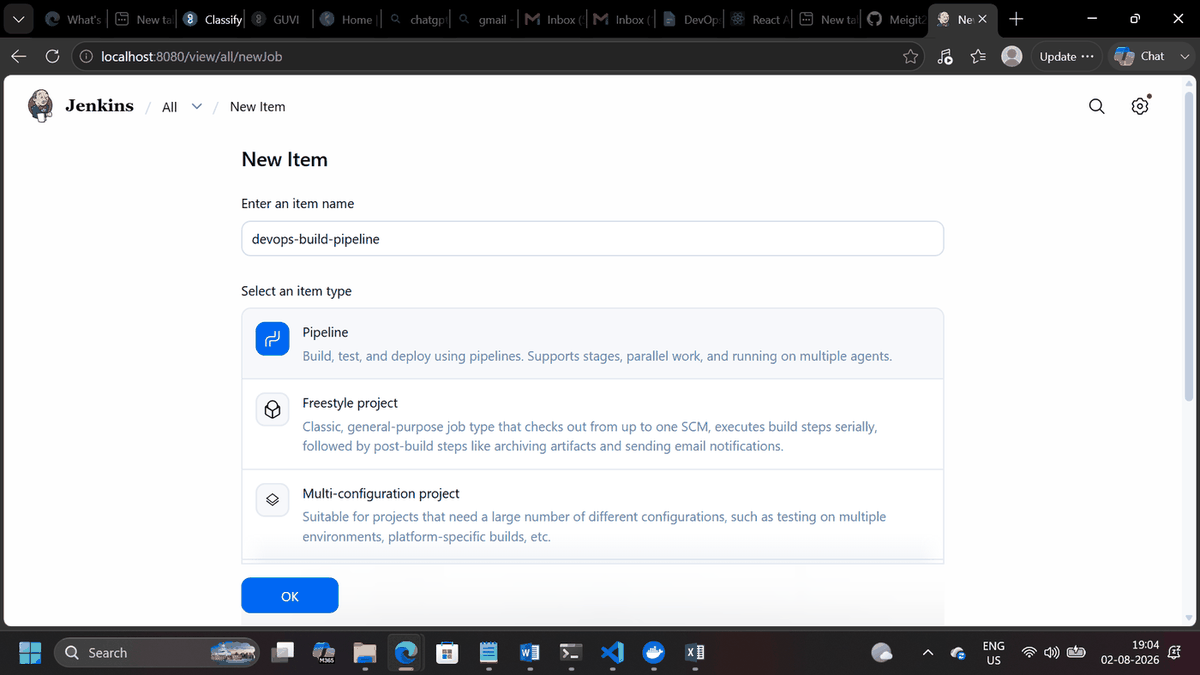 What's
New ta
Classify
GUVI
Home
chatgpt
gmail
Inbox (
Inbox (
DevOp
React A
New ta
Meigit2
Ne
localhost:8080/view/all/newJob
Update
Chat
Jenkins / All / New Item
New Item
Enter an item name
devops-build-pipeline
Select an item type
Pipeline
Build, test, and deploy using pipelines. Supports stages, parallel work, and running on multiple agents.
Freestyle project
Classic, general-purpose job type that checks out from up to one SCM, executes build steps serially,
followed by post-build steps like archiving artifacts and sending email notifications.
Multi-configuration project
Suitable for projects that need a large number of different configurations, such as testing on multiple
environments, platform-specific builds, etc.
OK
Search
M365
ENG
US
19:04
02-08-2026